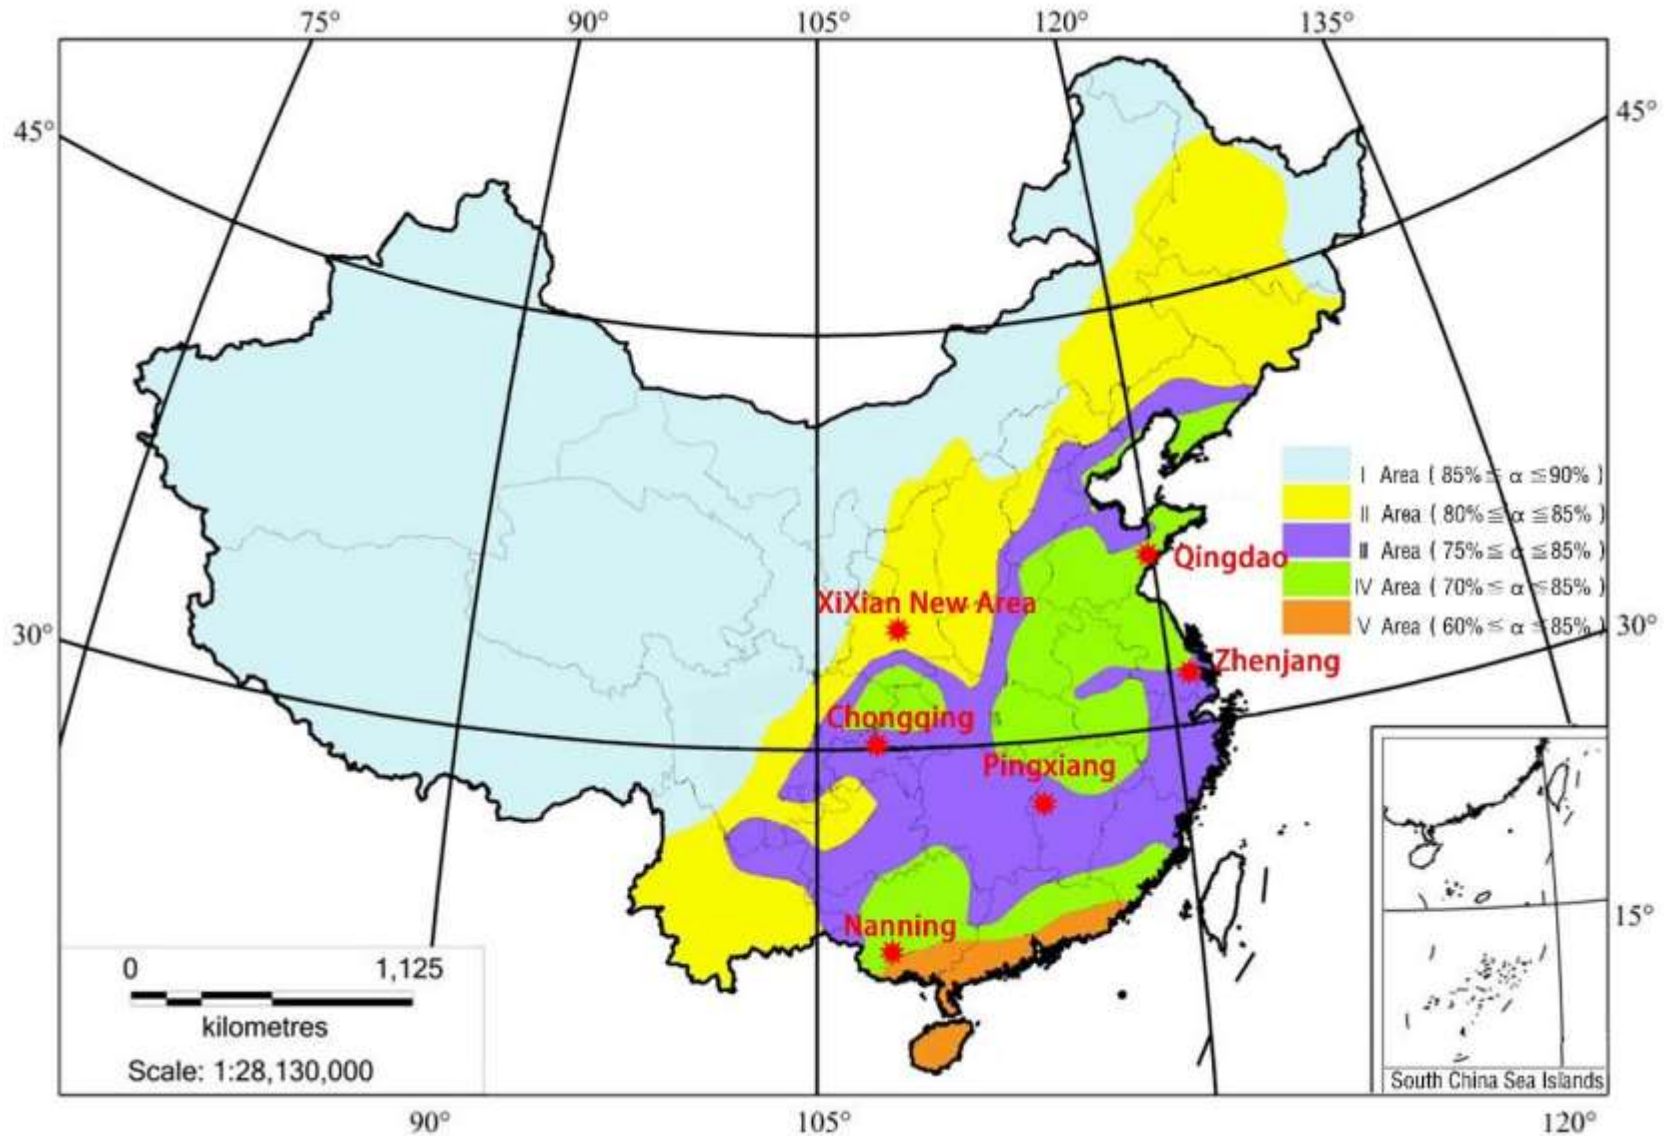 75°
90°
105°
120°
135°
45°
45°
I Area ( 85% ≦ α ≦90% )
II Area ( 80% ≦ α ≦85% )
III Area ( 75% ≦ α ≦85% )
IV Area ( 70% ≦ α ≦85% )
V Area ( 60% ≦ α ≦85% )
Qingdao
XiXian New Area
30°
30°
Zhenjang
Chongqing
Pingxiang
Nanning
15°
0
1,125
kilometres
Scale: 1:28,130,000
South China Sea Islands
90°
105°
120°